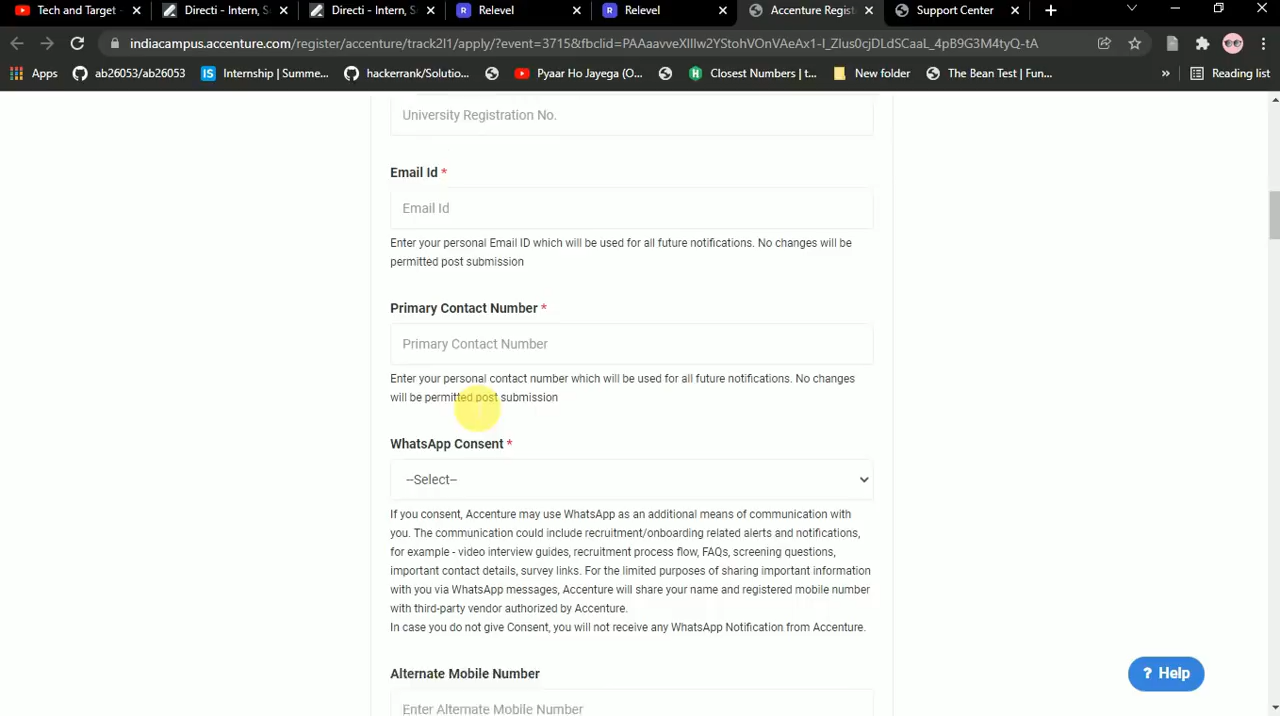 Tech and Target
Directi - Intern, S
Directi - Intern, S
Relevel
Relevel
Accenture Regist
Support Center
indiacampus.accenture.com/register/accenture/track2l1/apply/?event=3715&fbclid=PAAaavveXIIlw2YStohVOnVAeAx1-I_Zlus0cjDLdSCaaL_4pB9G3M4tyQ-tA
Apps
ab26053/ab26053
Internship | Summe...
hackerrank/Solutio...
Pyaar Ho Jayega (O...
Closest Numbers | t...
New folder
The Bean Test | Fun...
»
Reading list
University Registration No.
Email Id *
Email Id
Enter your personal Email ID which will be used for all future notifications. No changes will be
permitted post submission
Primary Contact Number *
Primary Contact Number
Enter your personal contact number which will be used for all future notifications. No changes
will be permitted post submission
WhatsApp Consent *
--Select--
If you consent, Accenture may use WhatsApp as an additional means of communication with
you. The communication could include recruitment/onboarding related alerts and notifications,
for example - video interview guides, recruitment process flow, FAQs, screening questions,
important contact details, survey links. For the limited purposes of sharing important information
with you via WhatsApp messages, Accenture will share your name and registered mobile number
with third-party vendor authorized by Accenture.
In case you do not give Consent, you will not receive any WhatsApp Notification from Accenture.
? Help
Alternate Mobile Number
Enter Alternate Mobile Number